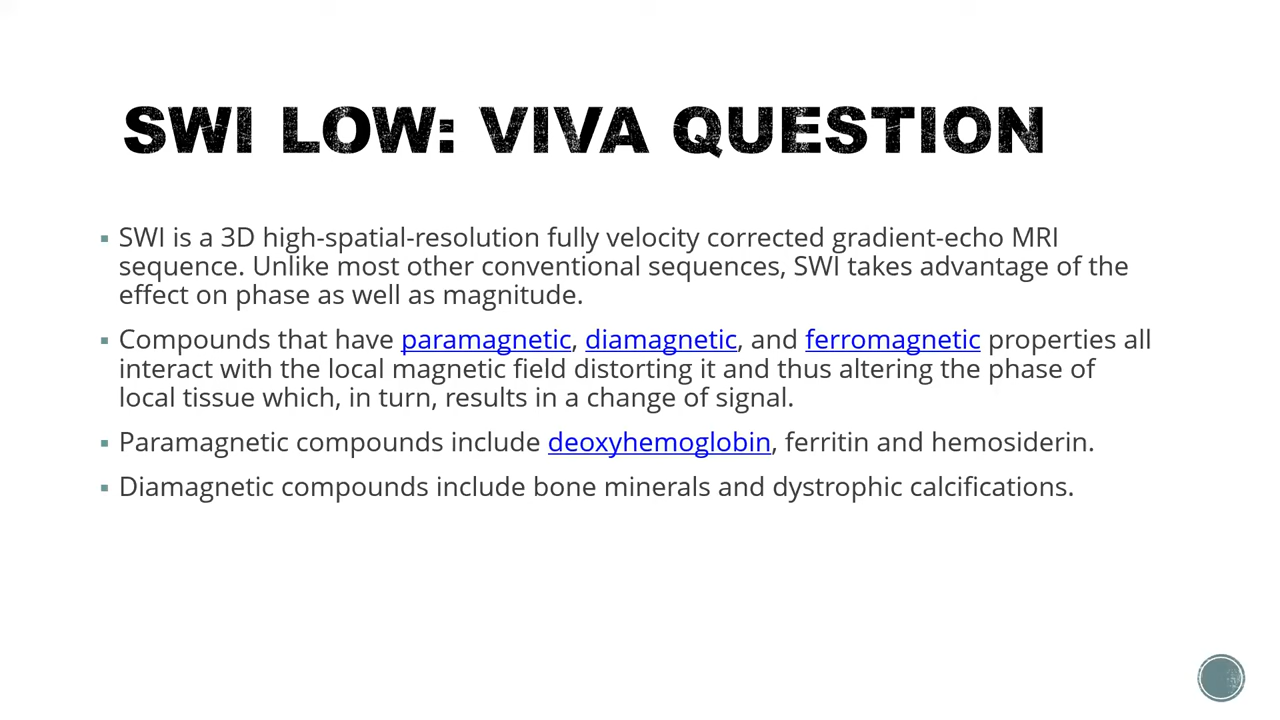 SWI LOW: VIVA QUESTION
▪ SWI is a 3D high-spatial-resolution fully velocity corrected gradient-echo MRI
sequence. Unlike most other conventional sequences, SWI takes advantage of the
effect on phase as well as magnitude.
▪ Compounds that have paramagnetic, diamagnetic, and ferromagnetic properties all
interact with the local magnetic field distorting it and thus altering the phase of
local tissue which, in turn, results in a change of signal.
▪ Paramagnetic compounds include deoxyhemoglobin, ferritin and hemosiderin.
▪ Diamagnetic compounds include bone minerals and dystrophic calcifications.